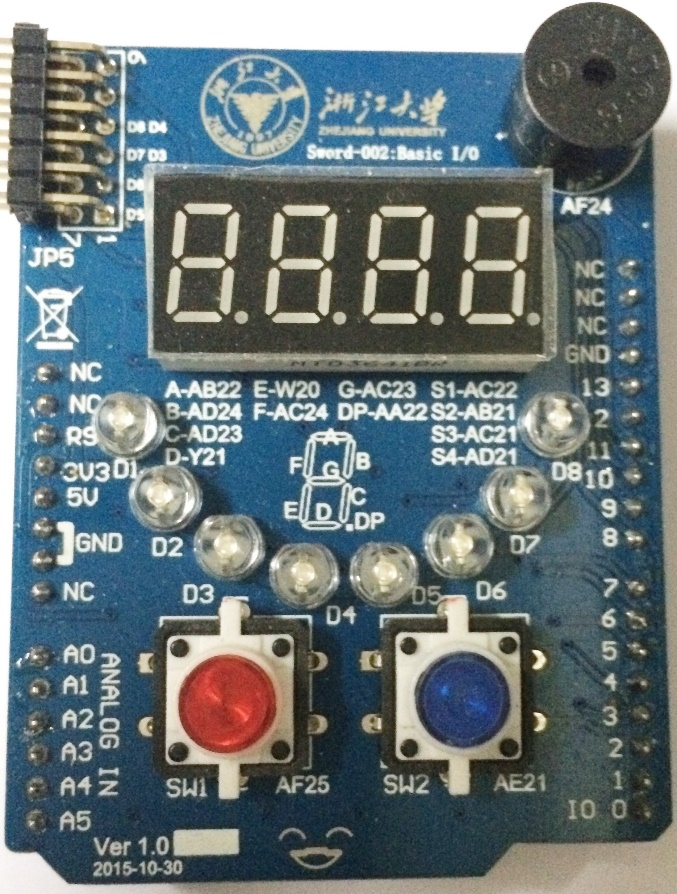 浙江大学
ZHEJIANG UNIVERSITY
1897
ZHEJIANG UNIVERSITY
Sword-002:Basic I/O
D8 D4
D7 D3
D6
D5
7
1
JP5
AF24
NC
NC
NC
GND
13
2
11
10
9
8
7
6
5
4
3
2
1
IO 0
NC
NC
3V3
5V
GND
NC
A-AB22 E-W20 G-AC23 S1-AC22
B-AD24 F-AC24 DP-AA22 S2-AB21
C-AD23 S3-AC21
D-Y21 S4-AD21
A
F G B
E D C
.DP
D1
D2
D3
D4
D5
D6
D7
D8
A0
A1
A2
A3
A4
A5
ANALOG IN
SW1 AF25
SW2 AE21
Ver 1.0
2015-10-30